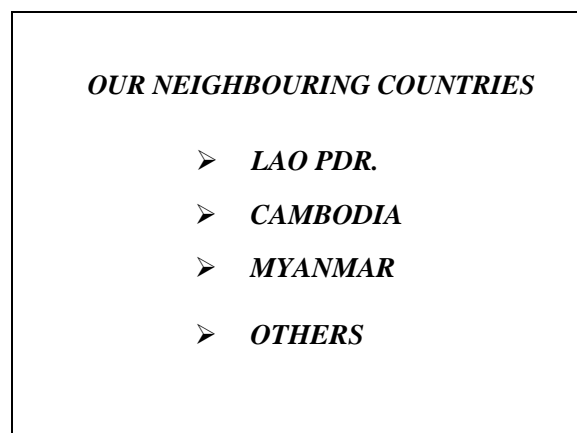 OUR NEIGHBOURING COUNTRIES
➢ LAO PDR.
➢ CAMBODIA
➢ MYANMAR
➢ OTHERS